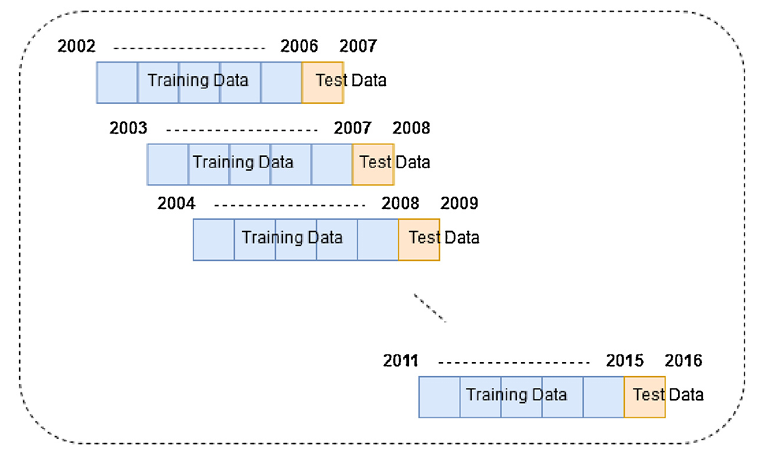 2002 2006 2007
Training Data Test Data
2003 2007 2008
Training Data Test Data
2004 2008 2009
Training Data Test Data
2011 2015 2016
Training Data Test Data